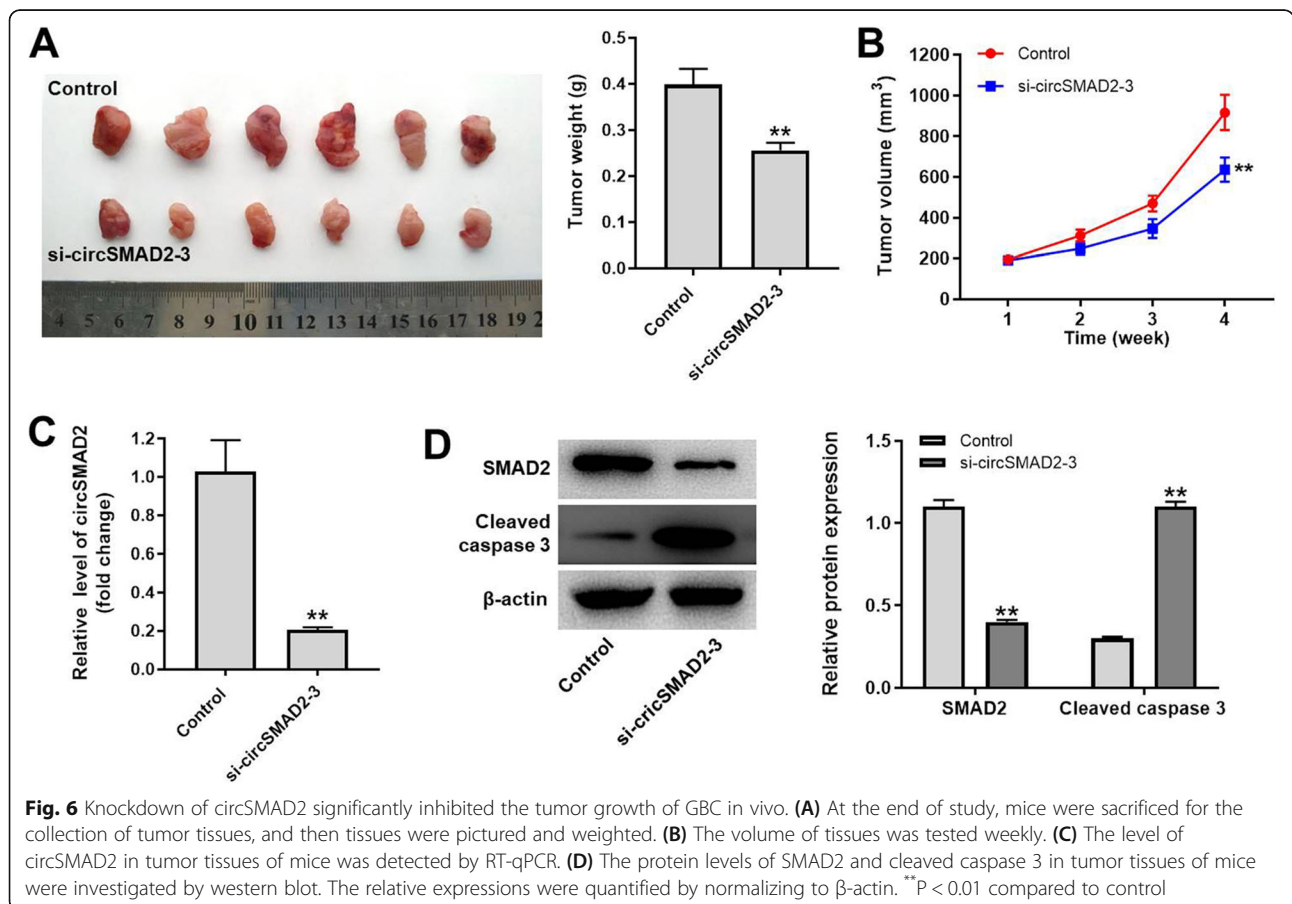 A
Control
si-circSMAD2-3
4 5 6 7 8 9 10 11 12 13 14 15 16 17 18 19 2
Tumor weight (g)
0.5
0.4
0.3
0.2
0.1
0.0
**
Control
si-circSMAD2-3
B
Control
si-circSMAD2-3
Tumor volume (mm³)
1200
1000
800
600
400
200
0
**
1 2 3 4
Time (week)
C
Relative level of circSMAD2
(fold change)
1.2
1.0
0.8
0.6
0.4
0.2
0.0
**
Control
si-circSMAD2-3
D
SMAD2
Cleaved
caspase 3
β-actin
Control
si-cricSMAD2-3
Control
si-circSMAD2-3
Relative protein expression
1.5
1.0
0.5
0.0
**
**
SMAD2 Cleaved caspase 3
Fig. 6 Knockdown of circSMAD2 significantly inhibited the tumor growth of GBC in vivo. (A) At the end of study, mice were sacrificed for the
collection of tumor tissues, and then tissues were pictured and weighted. (B) The volume of tissues was tested weekly. (C) The level of
circSMAD2 in tumor tissues of mice was detected by RT-qPCR. (D) The protein levels of SMAD2 and cleaved caspase 3 in tumor tissues of mice
were investigated by western blot. The relative expressions were quantified by normalizing to β-actin. **P < 0.01 compared to control